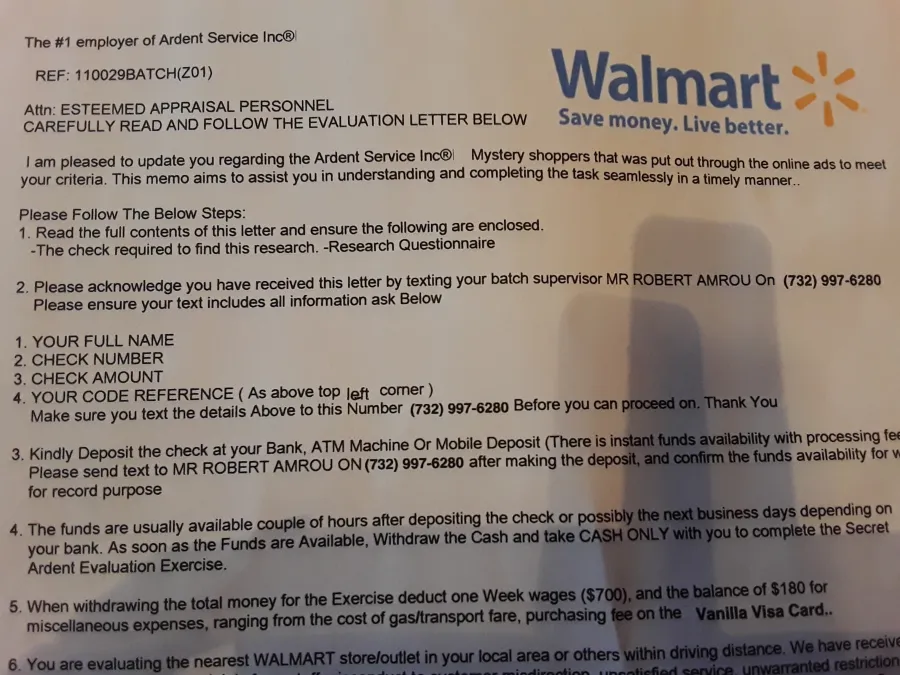 The #1 employer of Ardent Service Inc®
REF: 110029BATCH(Z01)
Walmart
Save money. Live better.
Attn: ESTEEMED APPRAISAL PERSONNEL
CAREFULLY READ AND FOLLOW THE EVALUATION LETTER BELOW
I am pleased to update you regarding the Ardent Service Inc® Mystery shoppers that was put out through the online ads to meet
your criteria. This memo aims to assist you in understanding and completing the task seamlessly in a timely manner..
Please Follow The Below Steps:
1. Read the full contents of this letter and ensure the following are enclosed.
-The check required to find this research. -Research Questionnaire
2. Please acknowledge you have received this letter by texting your batch supervisor MR ROBERT AMROU On (732) 997-6280
Please ensure your text includes all information ask Below
1. YOUR FULL NAME
2. CHECK NUMBER
3. CHECK AMOUNT
4. YOUR CODE REFERENCE ( As above top left corner )
Make sure you text the details Above to this Number (732) 997-6280 Before you can proceed on. Thank You
3. Kindly Deposit the check at your Bank, ATM Machine Or Mobile Deposit (There is instant funds availability with processing fee
Please send text to MR ROBERT AMROU ON (732) 997-6280 after making the deposit, and confirm the funds availability for
for record purpose
4. The funds are usually available couple of hours after depositing the check or possibly the next business days depending on
your bank. As soon as the Funds are Available, Withdraw the Cash and take CASH ONLY with you to complete the Secret
Ardent Evaluation Exercise.
5. When withdrawing the total money for the Exercise deduct one Week wages ($700), and the balance of $180 for
miscellaneous expenses, ranging from the cost of gas/transport fare, purchasing fee on the Vanilla Visa Card..
6. You are evaluating the nearest WALMART store/outlet in your local area or others within driving distance. We have receive
to customer misdirection, unsatisfied service, unwarranted restriction